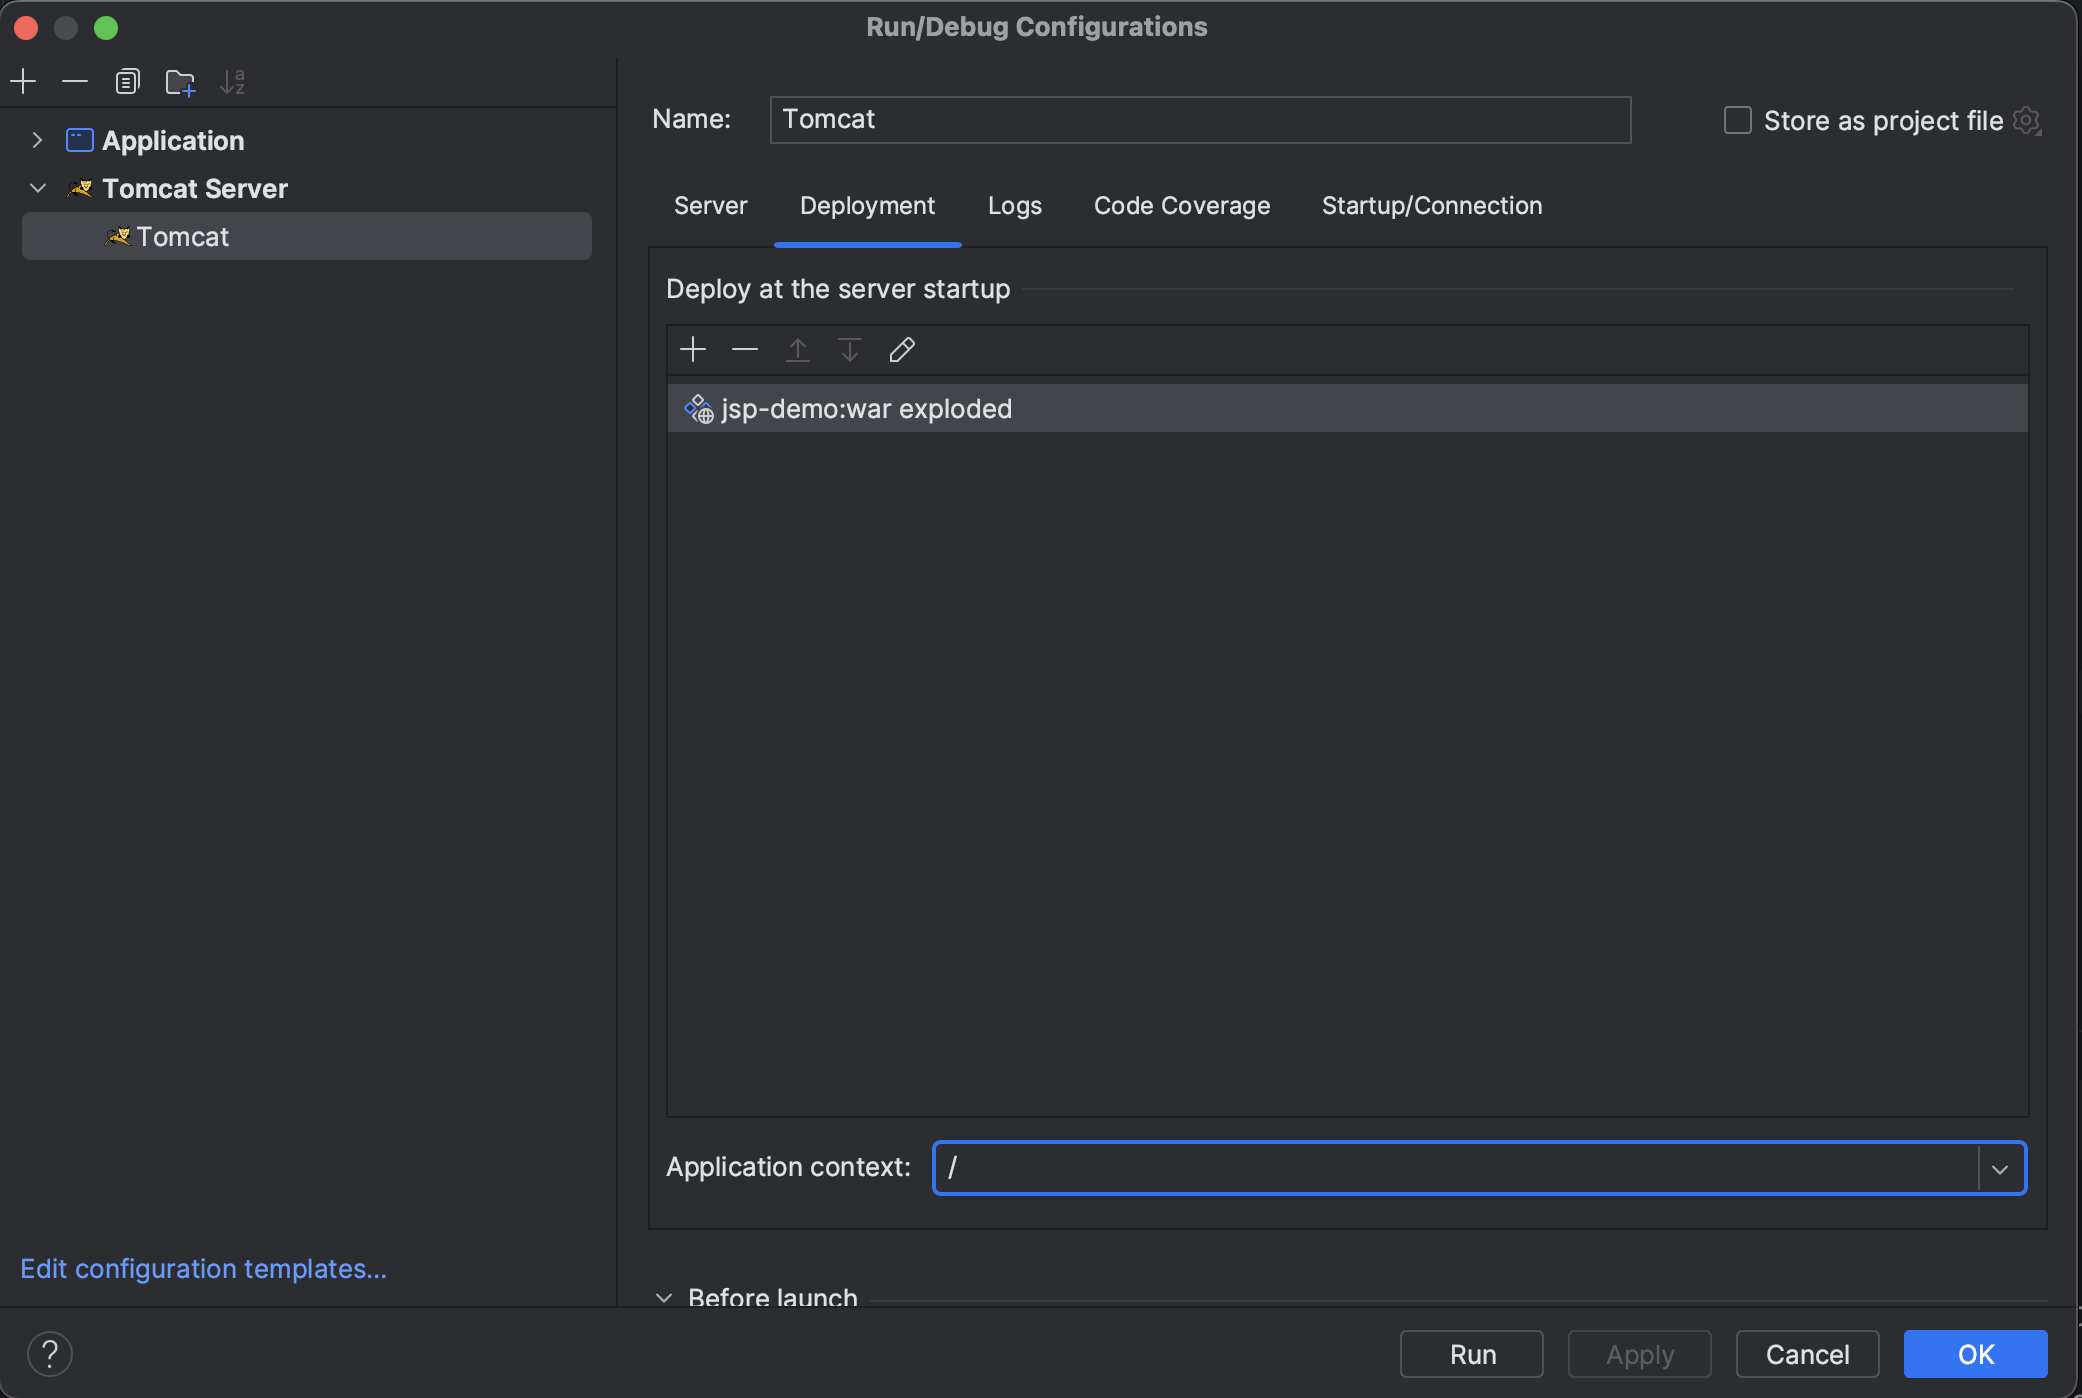 Run/Debug Configurations
Application
Tomcat Server
Tomcat
Edit configuration templates...
Name: Tomcat
Store as project file
Server Deployment Logs Code Coverage Startup/Connection
Deploy at the server startup
jsp-demo:war exploded
Application context: /
Before launch
? Run Apply Cancel OK